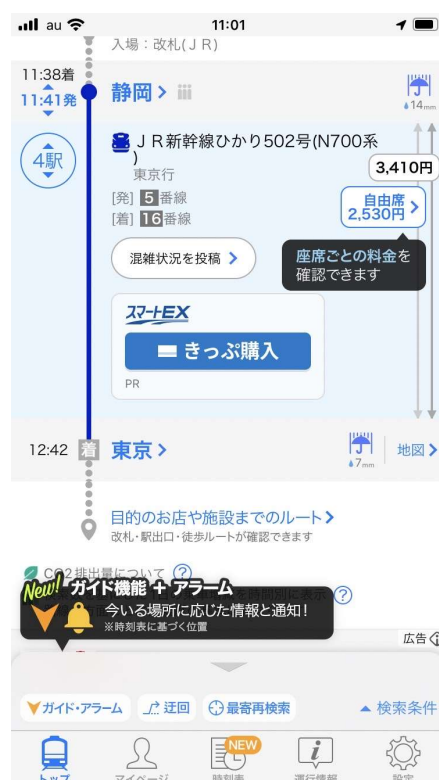 au 11:01
入場：改札(ＪＲ)
11:38着
11:41発
静岡
14mm
4駅
ＪＲ新幹線ひかり502号(N700系
)
東京行
3,410円
[発] 5番線
[着] 16番線
自由席
2,530円
混雑状況を投稿
座席ごとの料金を
確認できます
スマートEX
きっぷ購入
PR
12:42 着 東京
7mm
地図
目的のお店や施設までのルート
改札・駅出口・徒歩ルートが確認できます
CO2排出量について ?
New! ガイド機能 + アラーム
今いる場所に応じた情報と通知！
※時刻表に基づく位置
広告
ガイド・アラーム 迂回 最寄再検索 検索条件
NEW
トップ マイページ 時刻表 運行情報 設定